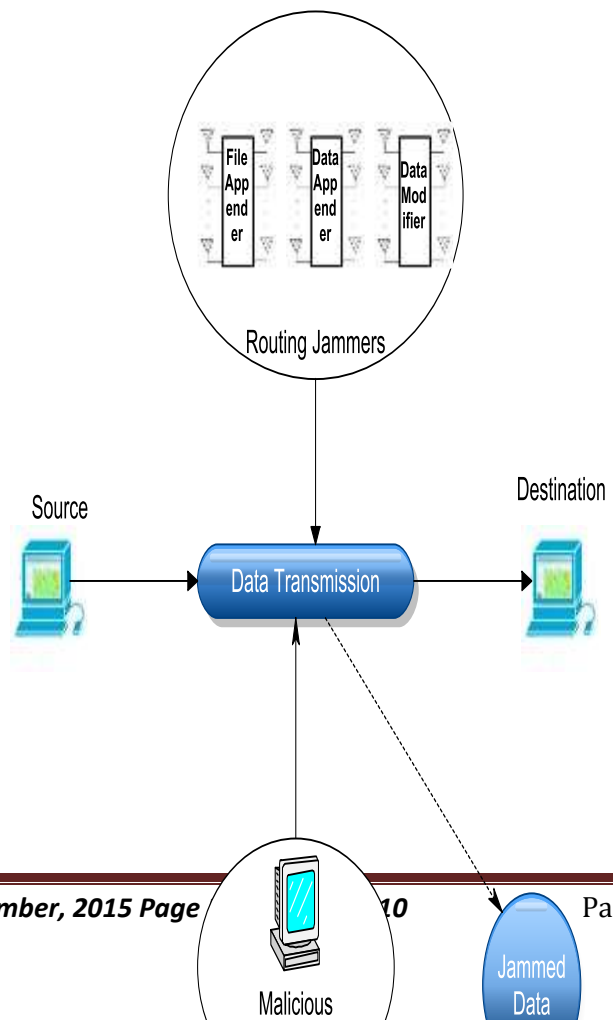 File
App
end
er
Data
App
end
er
Data
Mod
ifier
Routing Jammers
Source
Destination
Data Transmission
mber, 2015 Page 10 Pa
Malicious
Jammed
Data